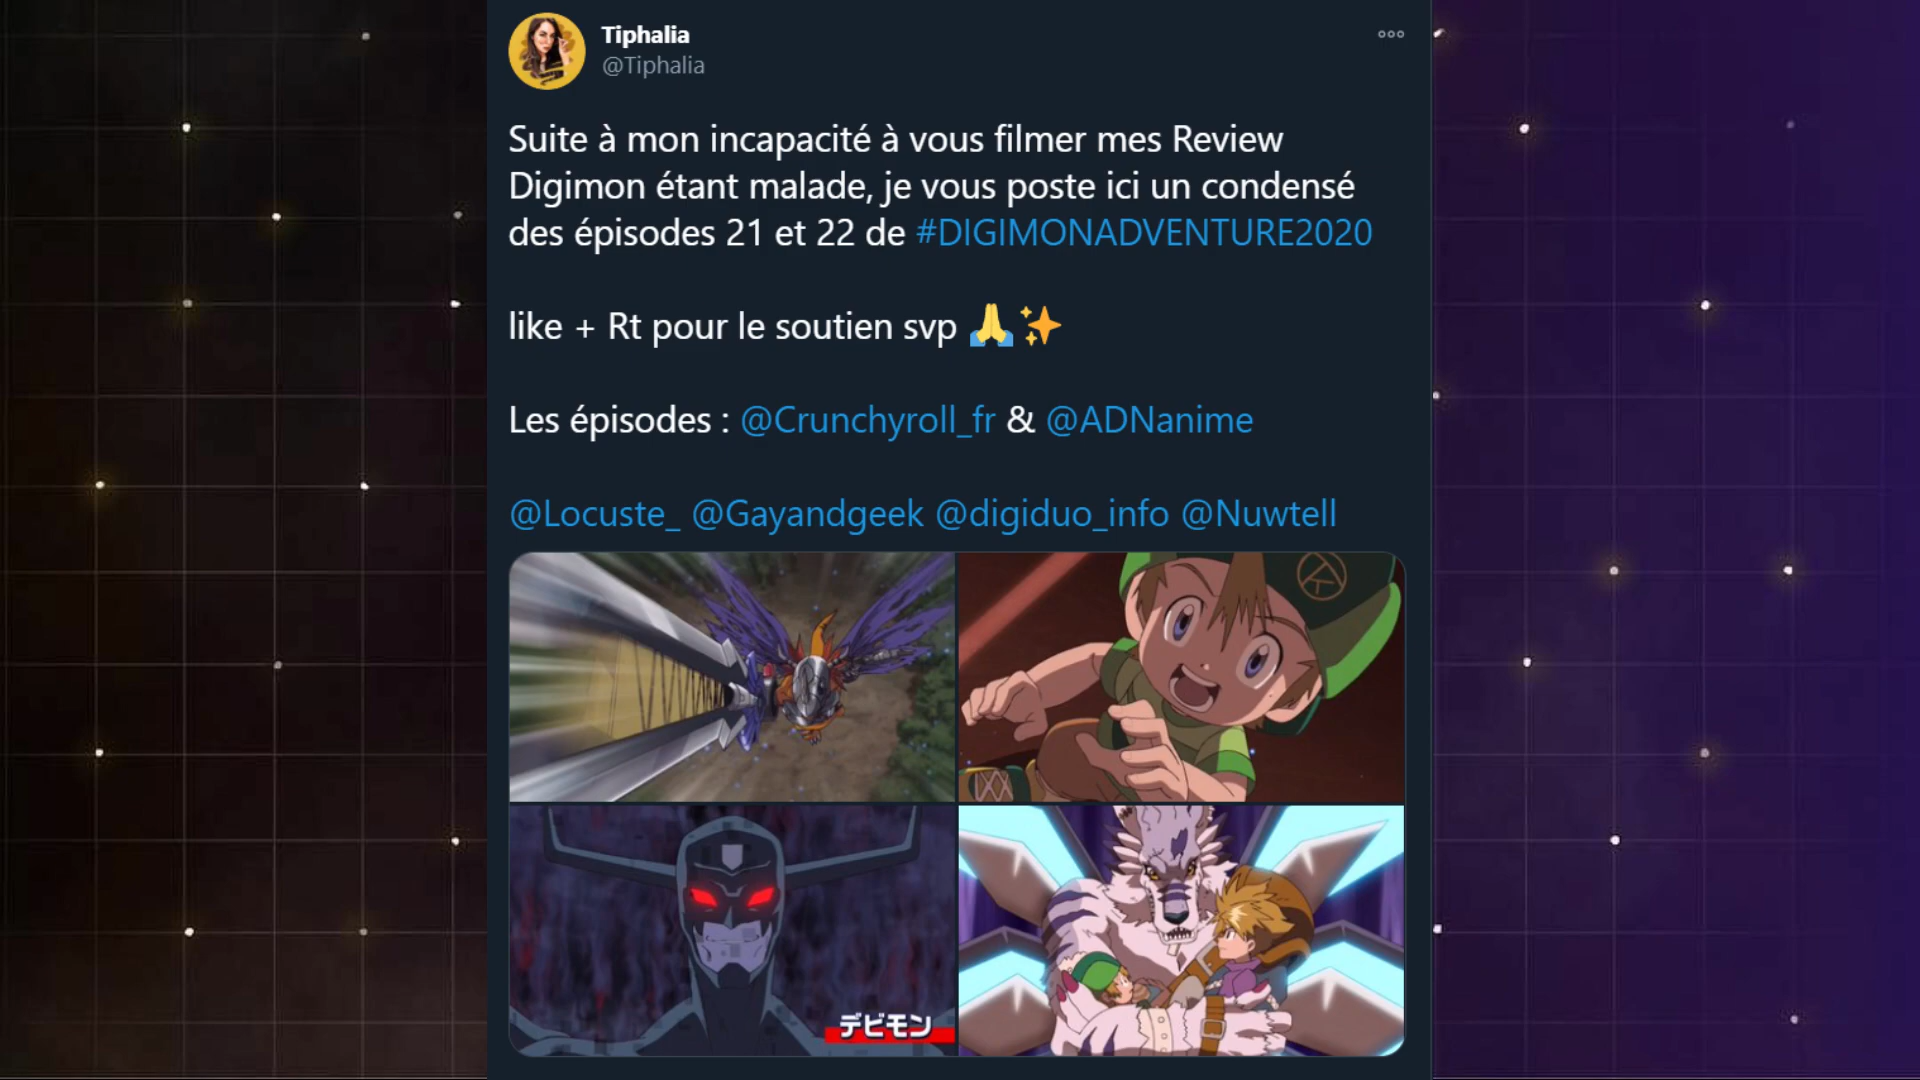 Tiphalia
@Tiphalia
Suite à mon incapacité à vous filmer mes Review
Digimon étant malade, je vous poste ici un condensé
des épisodes 21 et 22 de #DIGIMONADVENTURE2020
like + Rt pour le soutien svp 🙏✨
Les épisodes : @Crunchyroll_fr & @ADNanime
@Locuste_ @Gayandgeek @digiduo_info @Nuwtell
デビモン